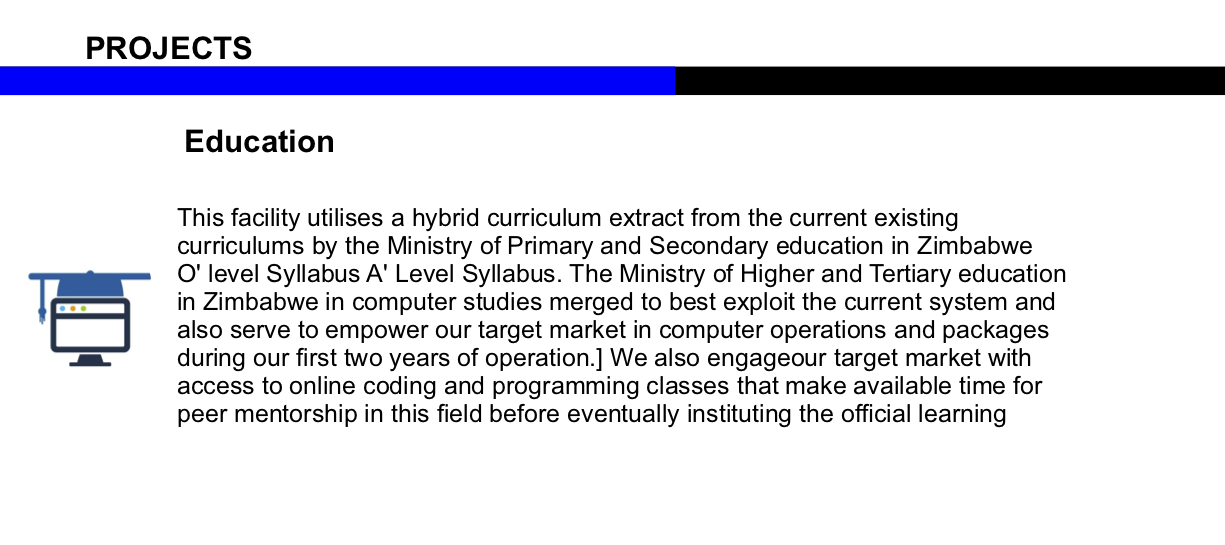 PROJECTS
Education
This facility utilises a hybrid curriculum extract from the current existing
curriculums by the Ministry of Primary and Secondary education in Zimbabwe
O' level Syllabus A' Level Syllabus. The Ministry of Higher and Tertiary education
in Zimbabwe in computer studies merged to best exploit the current system and
also serve to empower our target market in computer operations and packages
during our first two years of operation.] We also engageour target market with
access to online coding and programming classes that make available time for
peer mentorship in this field before eventually instituting the official learning